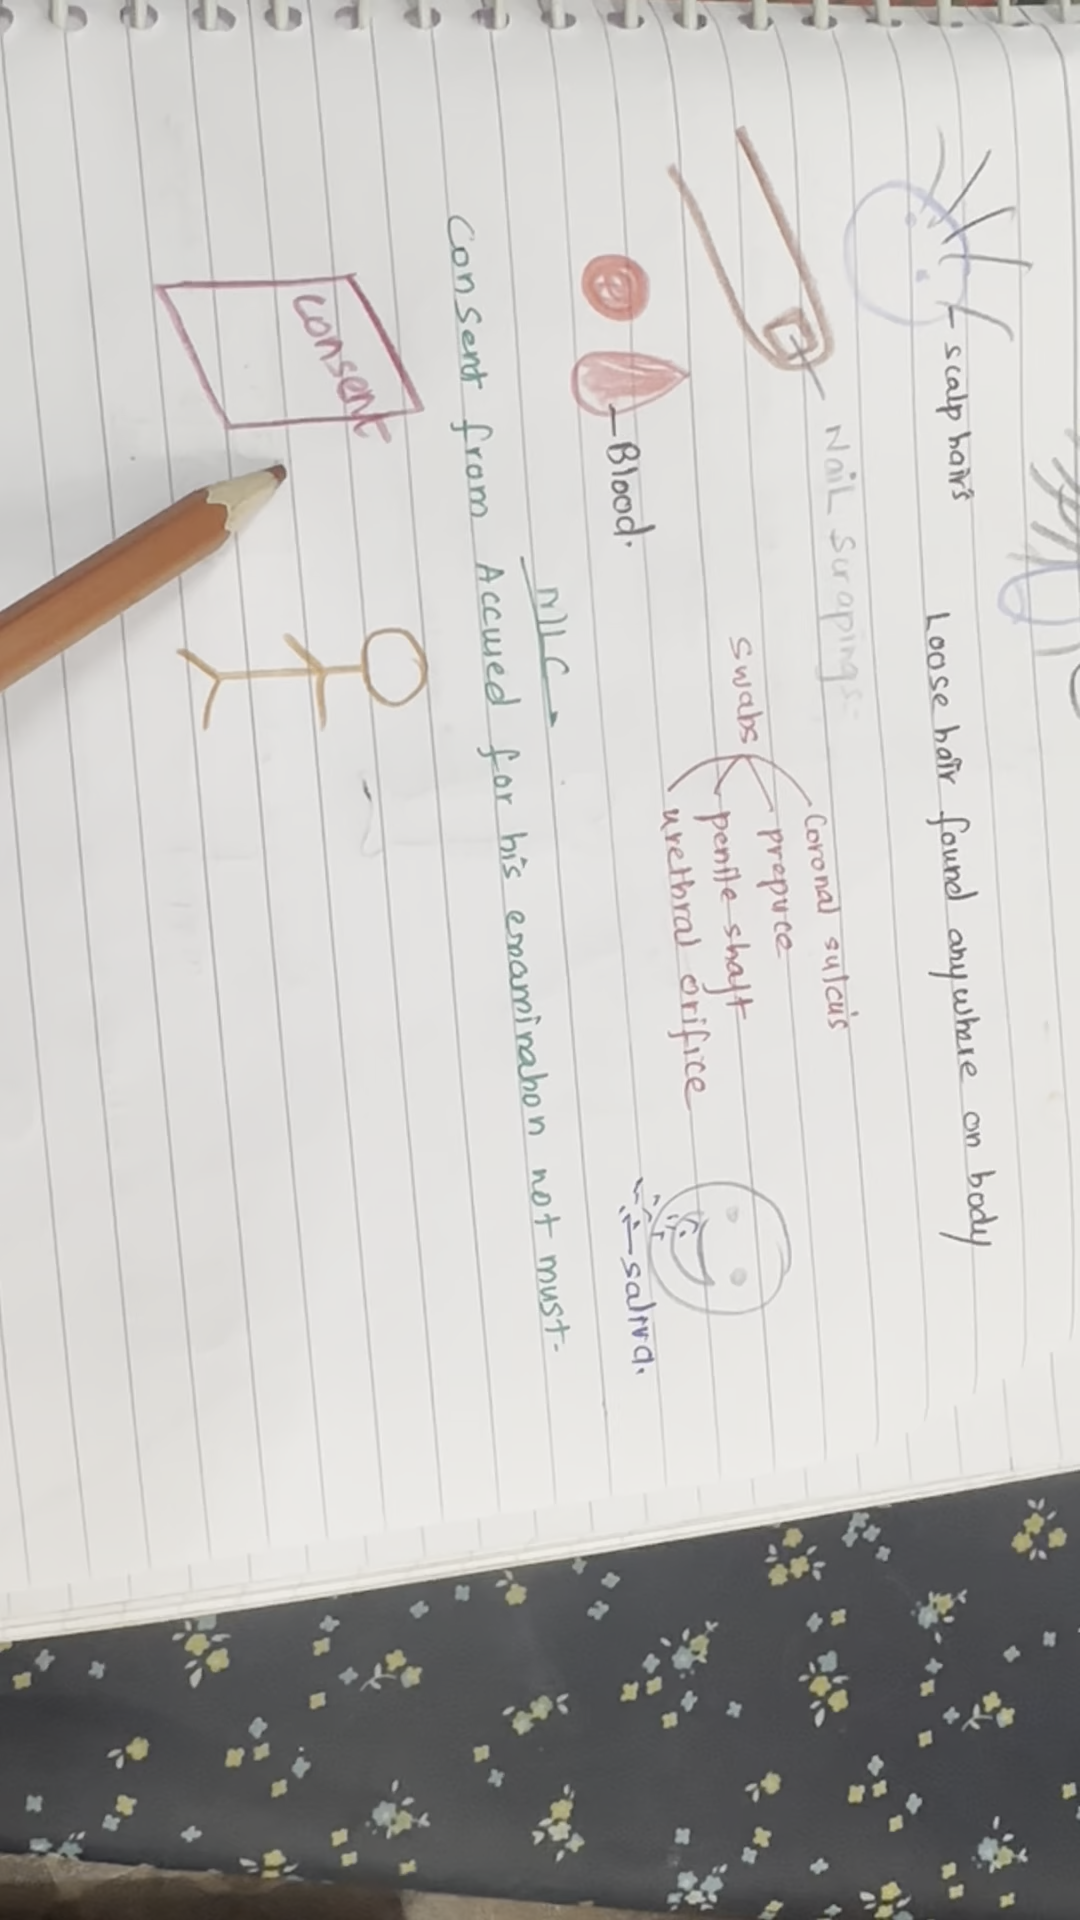 scalp hairs
Loose hair found anywhere on body
Nail Scrapings.
swabs
Coronal sulcus
prepuce
penile shaft
urethral orifice
Blood.
saliva.
MLC
Consent from Accused for his examination not must.
consent